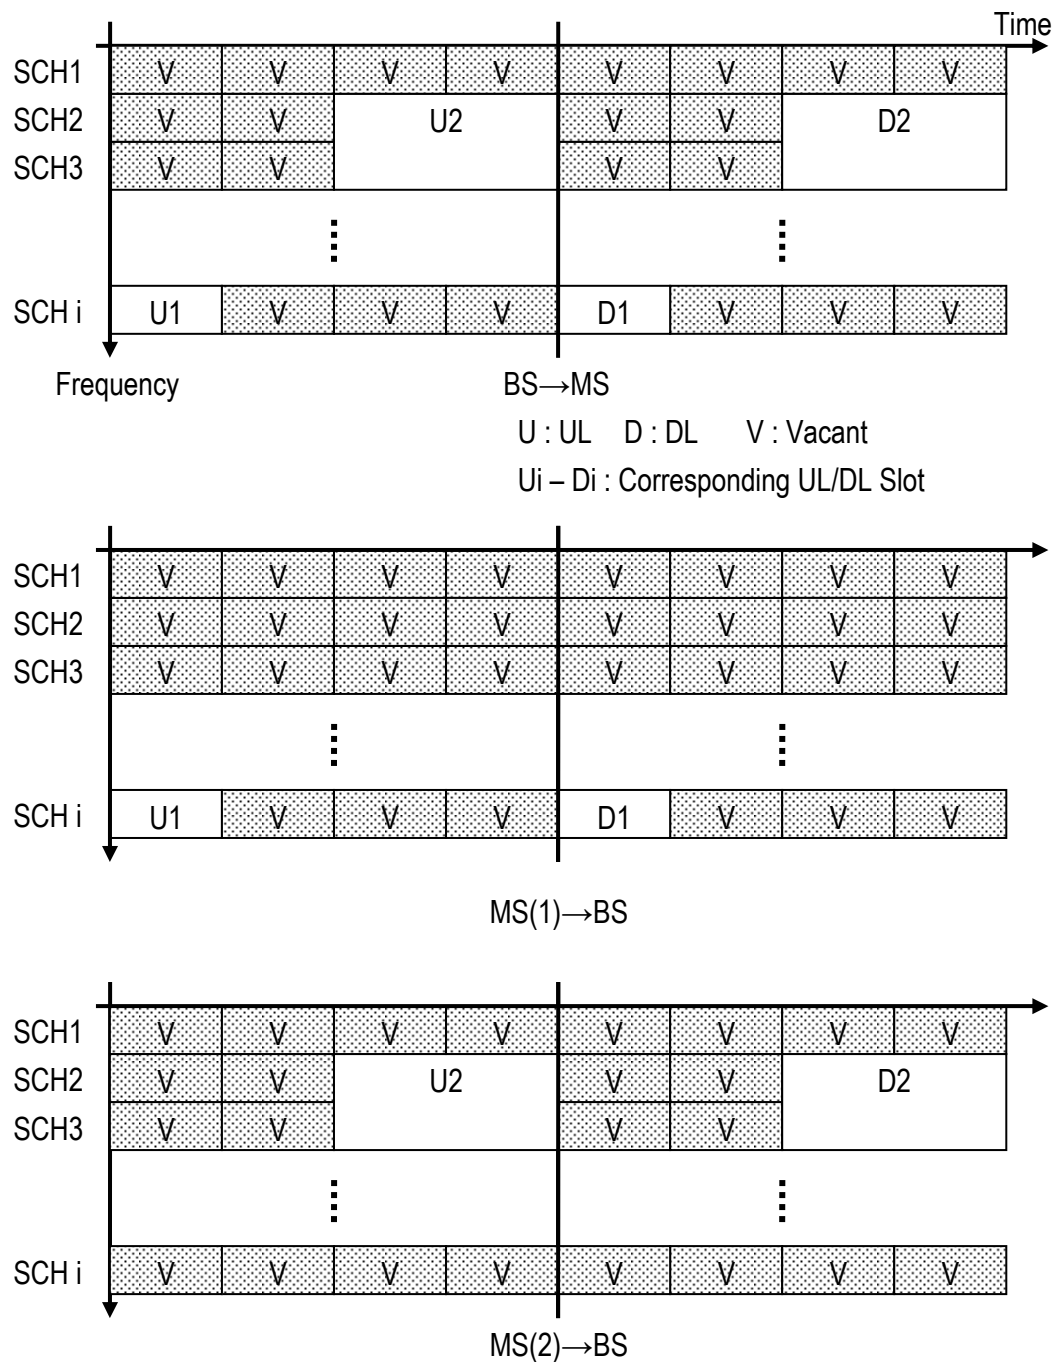 Time
SCH1 V V V V V V V V
SCH2 V V U2 V V D2
SCH3 V V V V
SCH i U1 V V V D1 V V V
Frequency BS→MS
U : UL D : DL V : Vacant
Ui – Di : Corresponding UL/DL Slot
SCH1 V V V V V V V V
SCH2 V V V V V V V V
SCH3 V V V V V V V V
SCH i U1 V V V D1 V V V
MS(1)→BS
SCH1 V V V V V V V V
SCH2 V V U2 V V D2
SCH3 V V V V
SCH i V V V V V V V V
MS(2)→BS